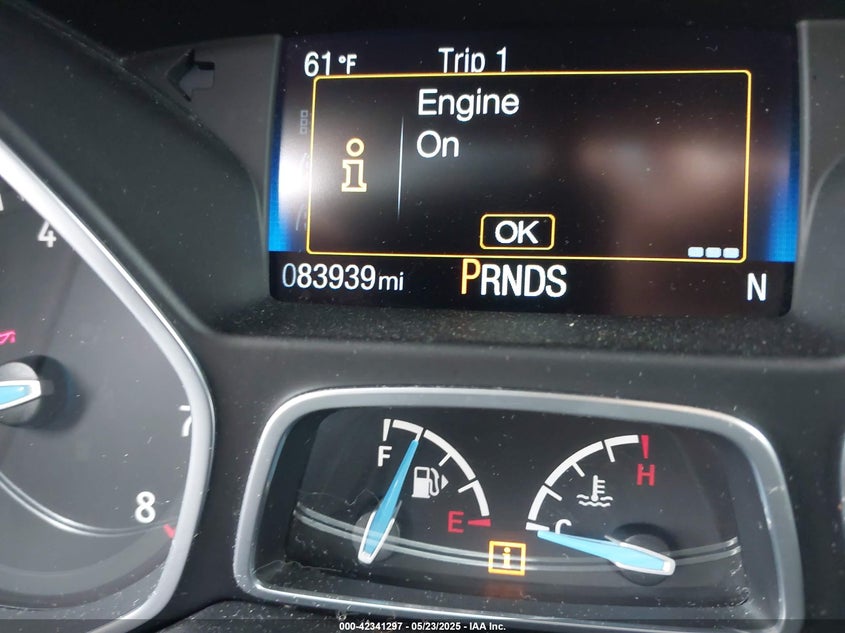 61°F Trip 1
Engine
On
i
OK
083939mi PRNDS N
4
7
8
F
E
C
H
i
000-42341297 - 05/23/2025 - IAA Inc.